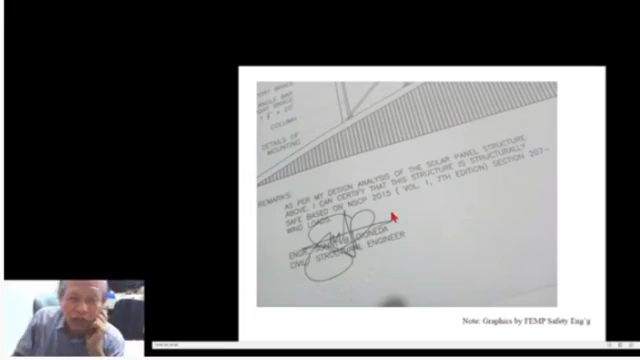 ANGLE BAR
COLUMN
DETAILS OF
MOUNTING
REMARKS:
AS PER MY DESIGN ANALYSIS OF THE SOLAR PANEL STRUCTURE
ABOVE, I CAN CERTIFY THAT THIS STRUCTURE IS STRUCTURALLY
SAFE BASED ON NSCP 2015 ( VOL. 1, 7TH EDITION) SECTION 207-
WIND LOADS.
CIVIL/ STRUCTURAL ENGINEER
Note: Graphics by FEMP Safety Eng'g